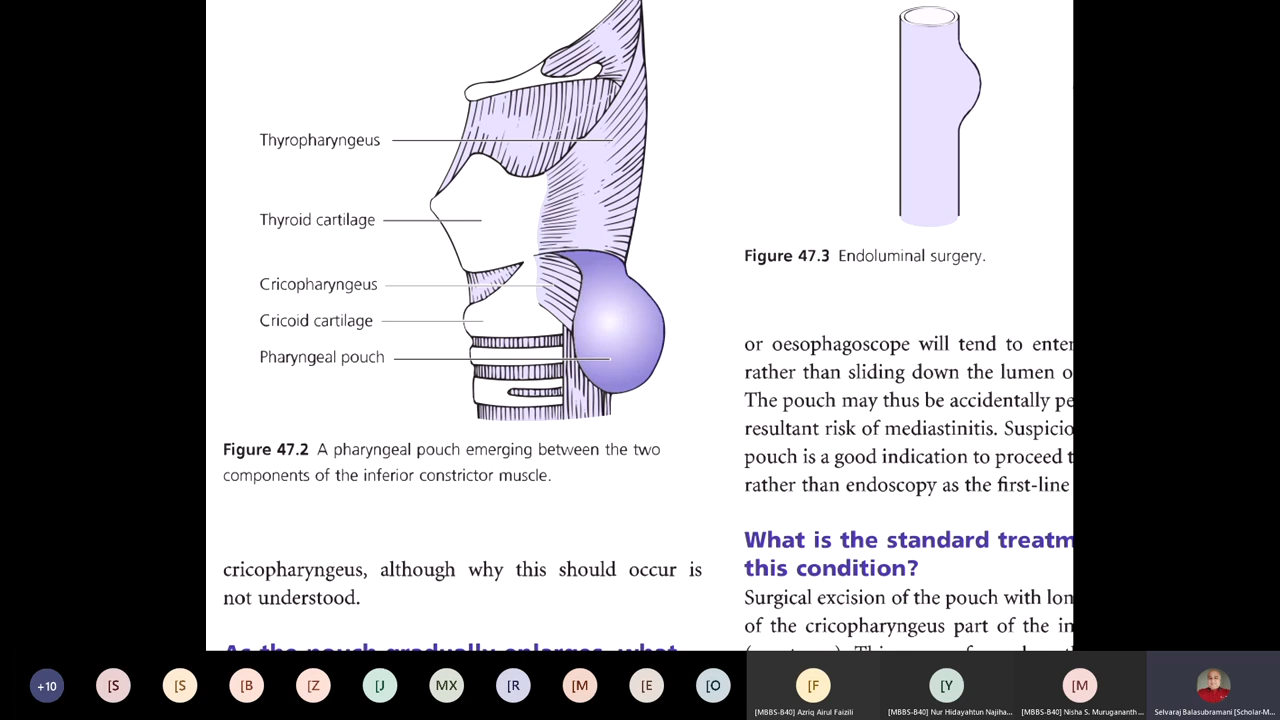 Thyropharyngeus
Thyroid cartilage
Cricopharyngeus
Cricoid cartilage
Pharyngeal pouch
Figure 47.2 A pharyngeal pouch emerging between the two
components of the inferior constrictor muscle.
cricopharyngeus, although why this should occur is
not understood.
As the pouch gradually enlarges, what
Figure 47.3 Endoluminal surgery.
or oesophagoscope will tend to enter
rather than sliding down the lumen o
The pouch may thus be accidentally pe
resultant risk of mediastinitis. Suspicio
pouch is a good indication to proceed t
rather than endoscopy as the first-line
What is the standard treatm
this condition?
Surgical excision of the pouch with lon
of the cricopharyngeus part of the in
+10
[S
[S
[B
[Z
[J
MX
[R
[M
[E
[O
[F
[Y
[M
[MBBS-B40] Azriq Airul Faizili
[MBBS-B40] Nur Hidayahtun Najiha...
[MBBS-B40] Nisha S. Murugananth ...
Selvaraj Balasubramani [Scholar-M...